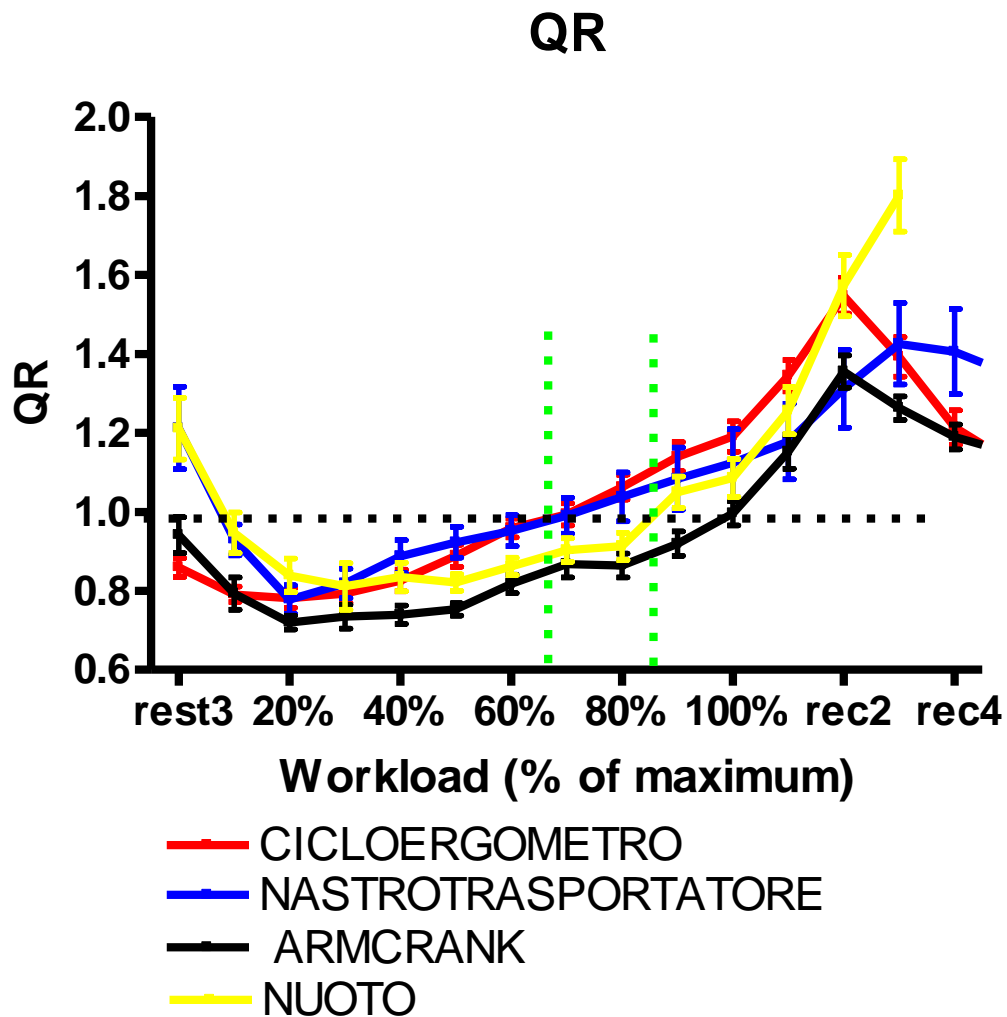 QR
2.0
1.8
1.6
1.4
1.2
1.0
0.8
0.6
QR
rest3 20% 40% 60% 80% 100% rec2 rec4
Workload (% of maximum)
CICLOERGOMETRO
NASTROTRASPORTATORE
ARMCRANK
NUOTO